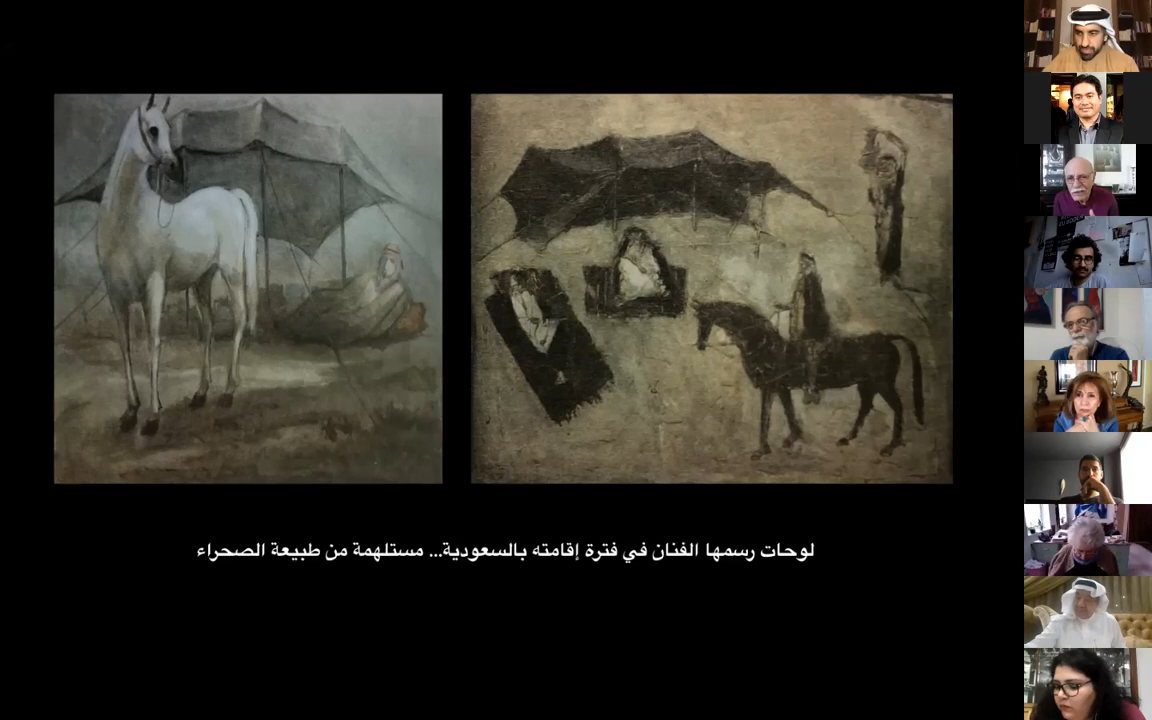 لوحات رسمها الفنان في فترة إقامته بالسعودية... مستلهمة من طبيعة الصحراء